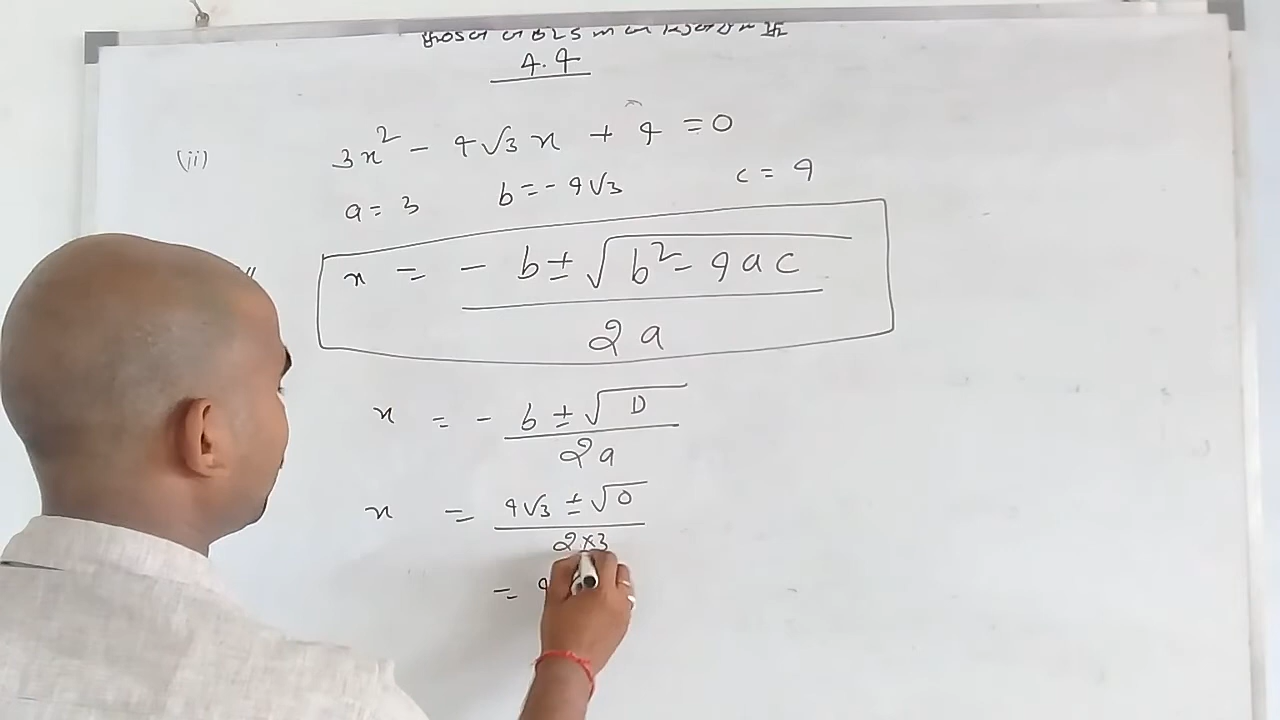 4.4
(ii) 3x² - 4√3 x + 4 = 0
a = 3 b = - 4√3 c = 4
x = - b ± √b² - 4ac / 2a
x = - b ± √D / 2a
x = 4√3 ± √0 / 2×3
= 4